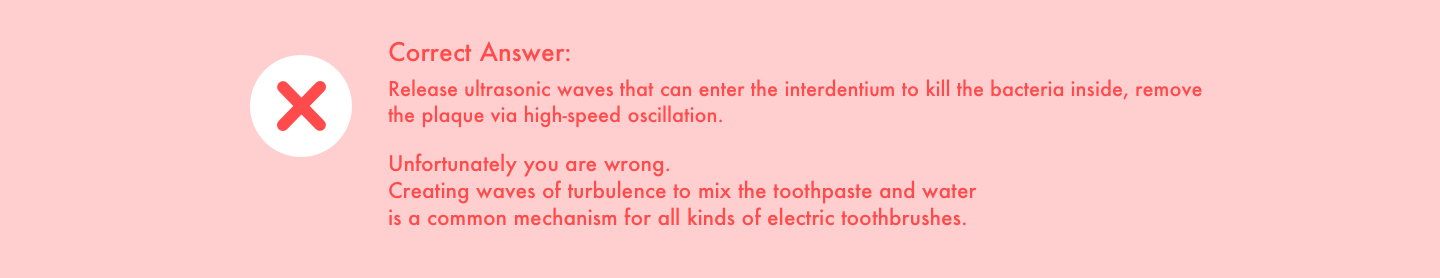 Correct Answer:
Release ultrasonic waves that can enter the interdentium to kill the bacteria inside, remove
the plaque via high-speed oscillation.
Unfortunately you are wrong.
Creating waves of turbulence to mix the toothpaste and water
is a common mechanism for all kinds of electric toothbrushes.